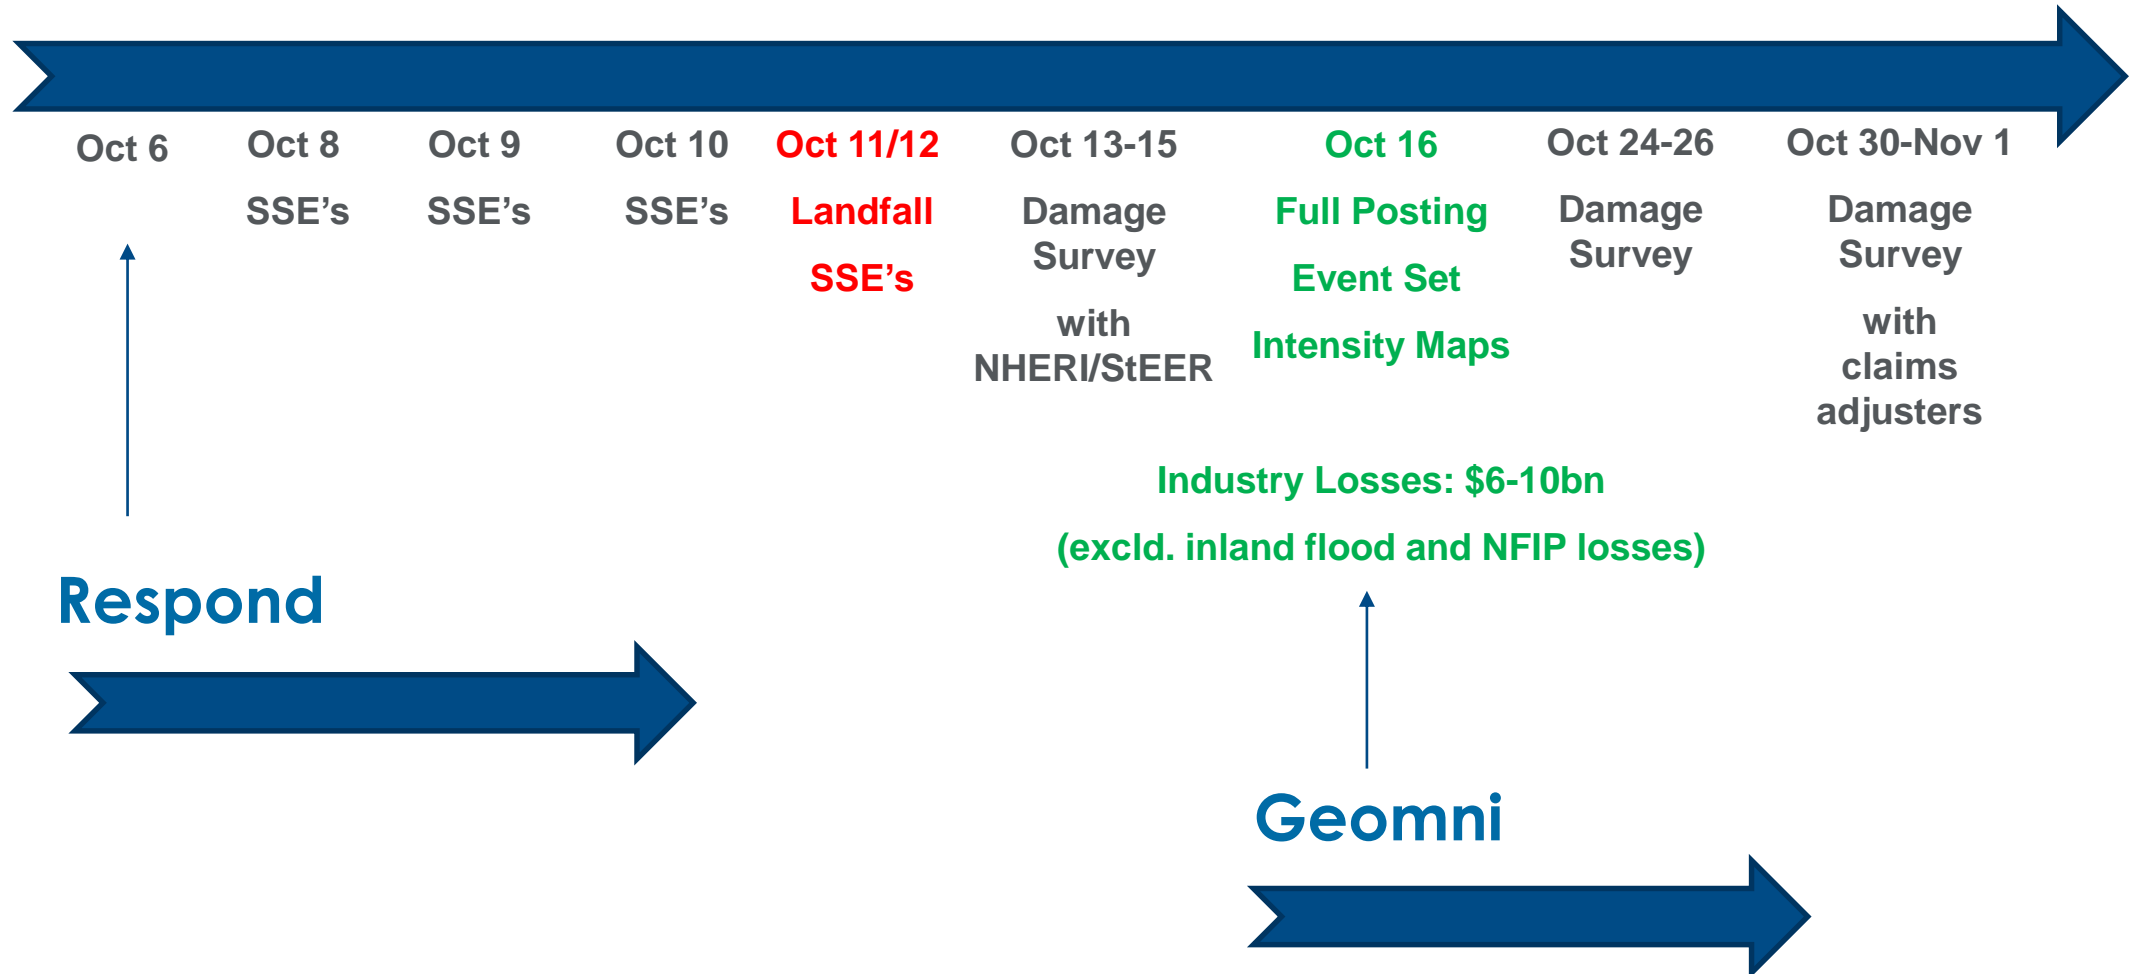 Oct 6
Oct 8
SSE’s
Oct 9
SSE’s
Oct 10
SSE’s
Oct 11/12
Landfall
SSE’s
Oct 13-15
Damage
Survey
with
NHERI/StEER
Oct 16
Full Posting
Event Set
Intensity Maps
Oct 24-26
Damage
Survey
Oct 30-Nov 1
Damage
Survey
with
claims
adjusters
Industry Losses: $6-10bn
(excld. inland flood and NFIP losses)
Respond
Geomni